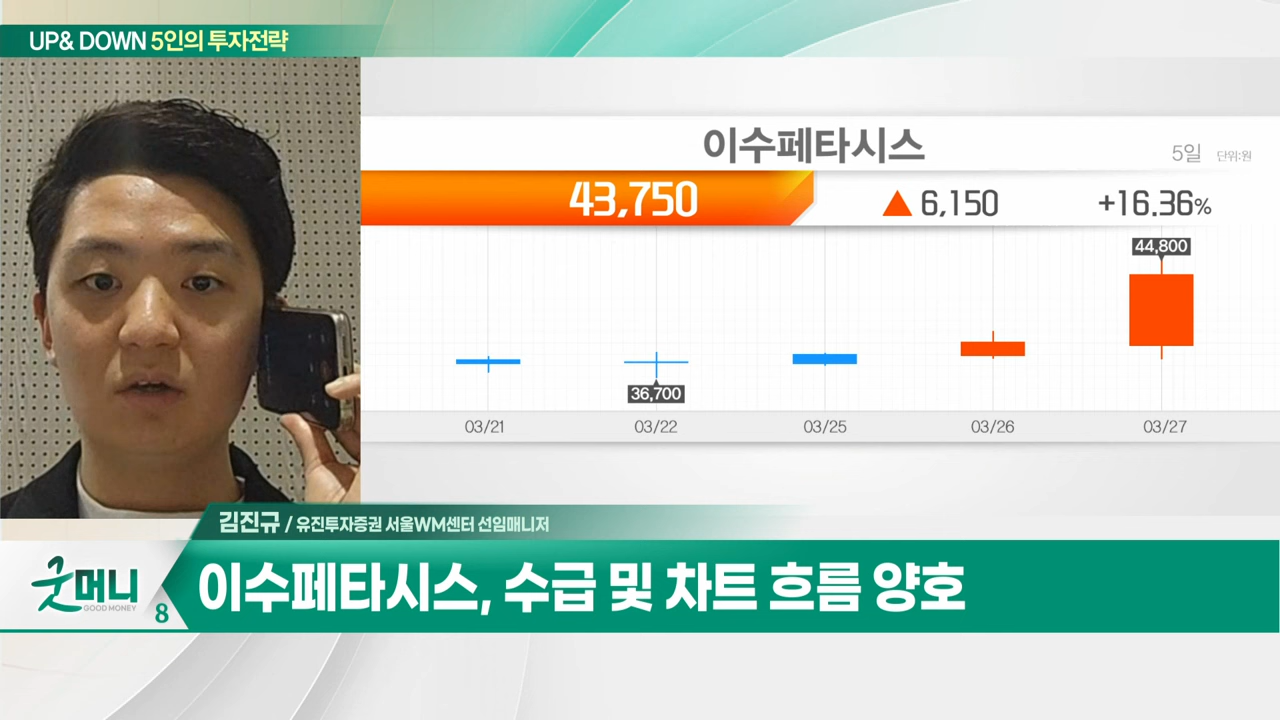 UP& DOWN 5인의 투자전략
이수페타시스
5일 단위:원
43,750 ▲ 6,150 +16.36%
44,800
36,700
03/21 03/22 03/25 03/26 03/27
김진규 / 유진투자증권 서울WM센터 선임매니저
굿머니
GOOD MONEY
8
이수페타시스, 수급 및 차트 흐름 양호